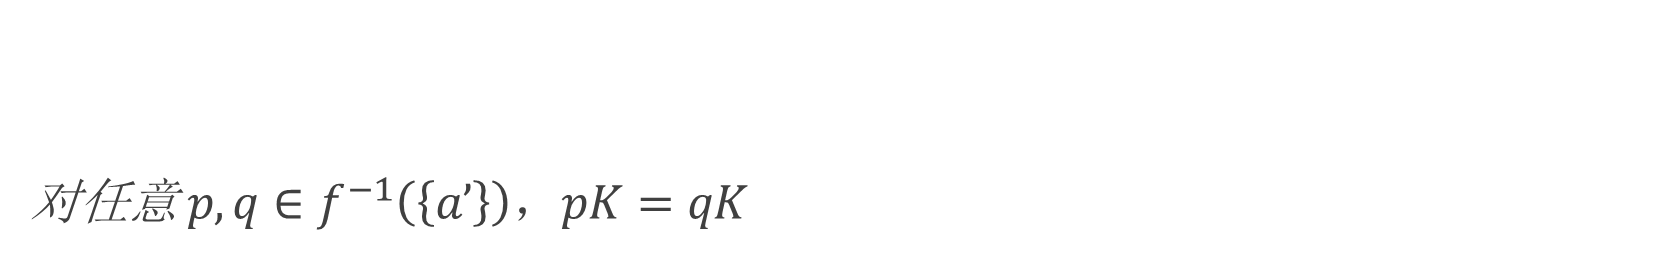 对任意p, q ∈ f⁻¹({a’}),pK = qK